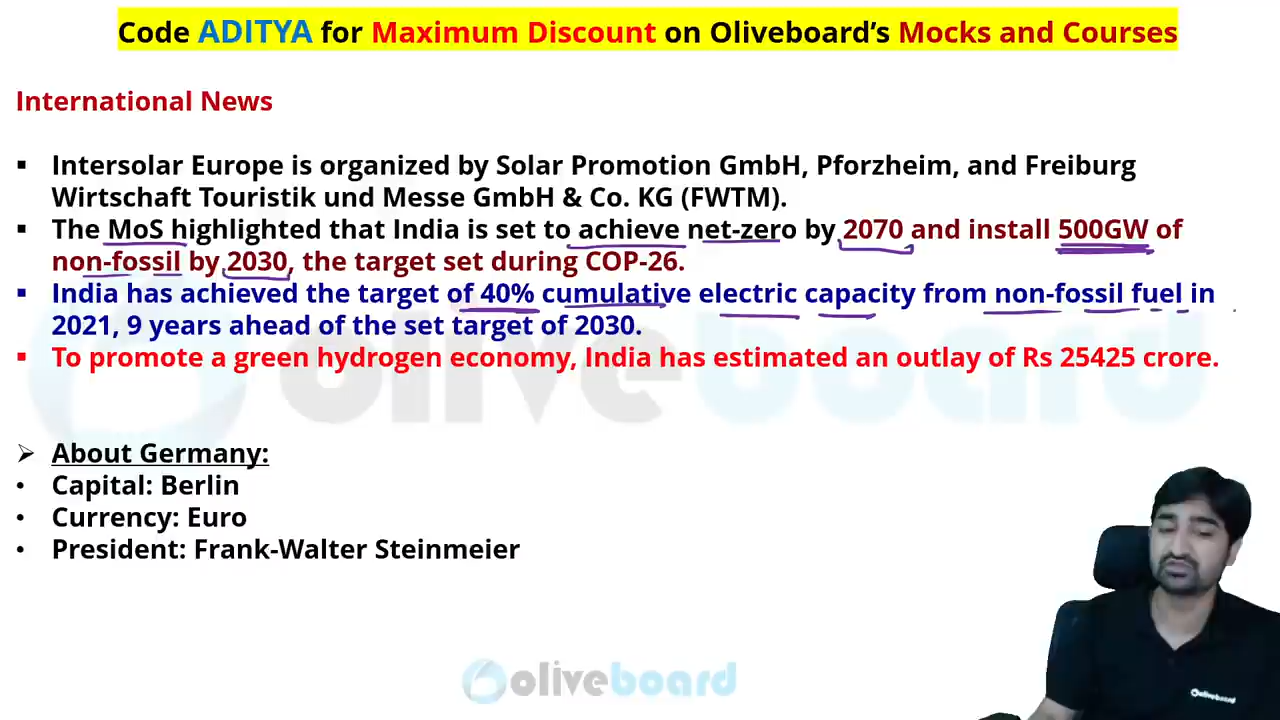 Code ADITYA for Maximum Discount on Oliveboard's Mocks and Courses
International News
▪ Intersolar Europe is organized by Solar Promotion GmbH, Pforzheim, and Freiburg
Wirtschaft Touristik und Messe GmbH & Co. KG (FWTM).
▪ The MoS highlighted that India is set to achieve net-zero by 2070 and install 500GW of
non-fossil by 2030, the target set during COP-26.
▪ India has achieved the target of 40% cumulative electric capacity from non-fossil fuel in
2021, 9 years ahead of the set target of 2030.
▪ To promote a green hydrogen economy, India has estimated an outlay of Rs 25425 crore.
oliveboard
➢ About Germany:
• Capital: Berlin
• Currency: Euro
• President: Frank-Walter Steinmeier
oliveboard
oliveboard